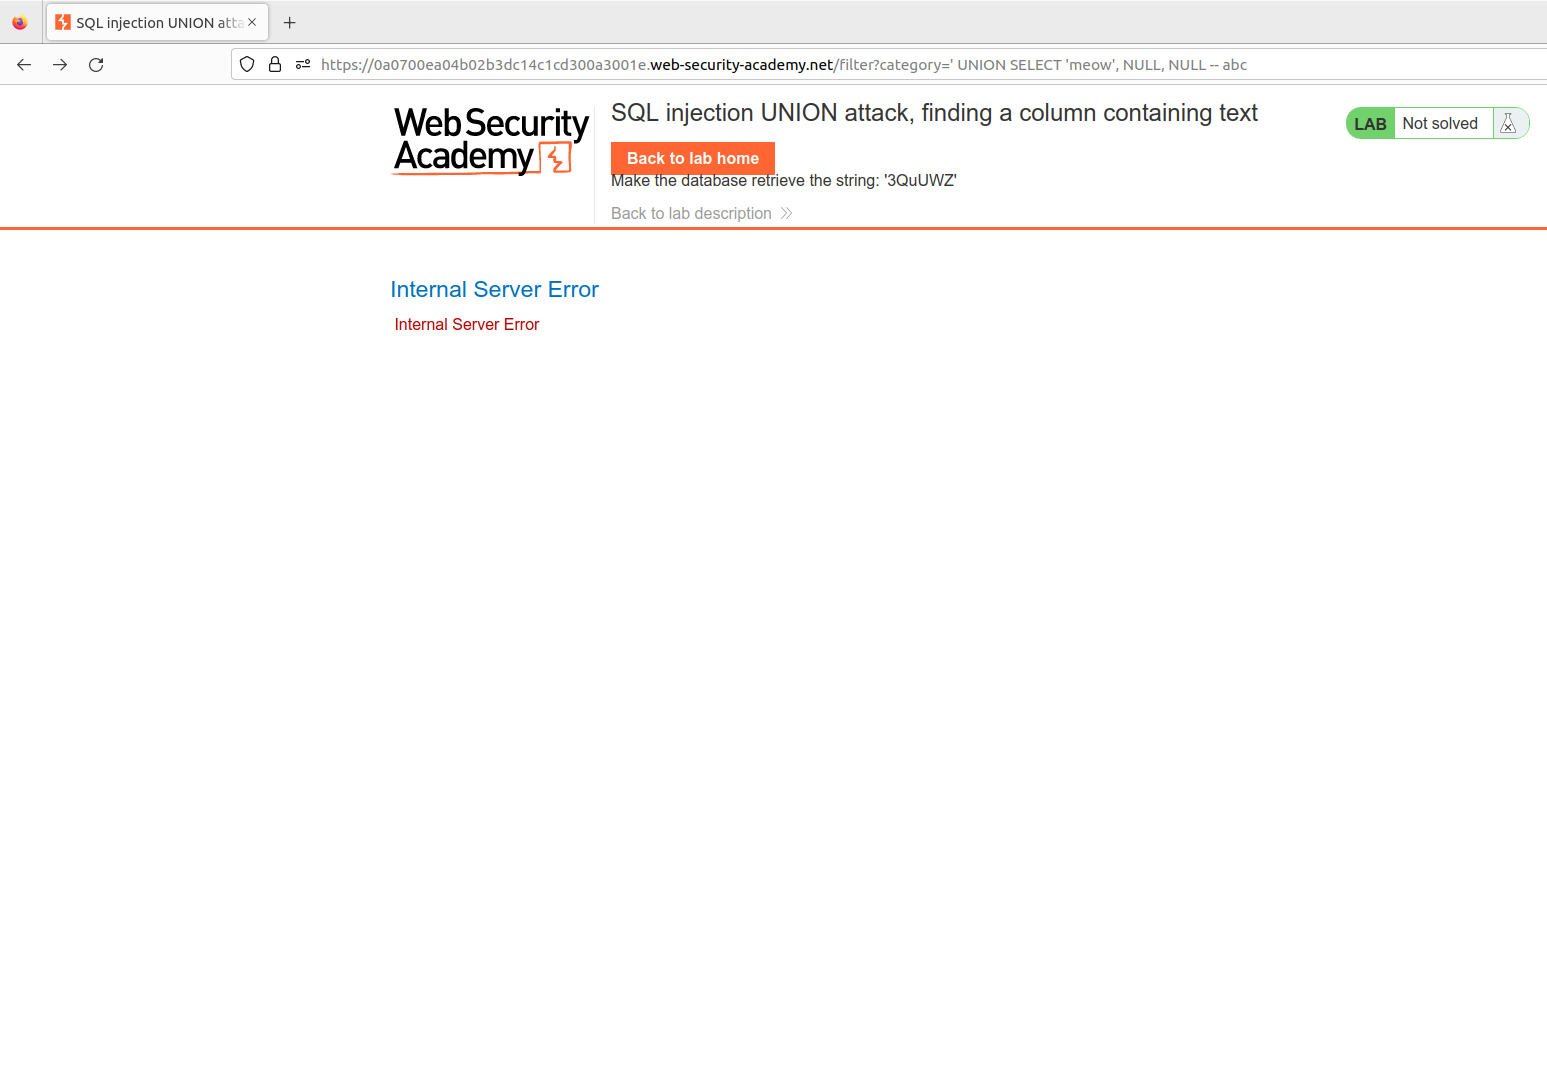 SQL injection UNION atta
https://0a0700ea04b02b3dc14c1cd300a3001e.web-security-academy.net/filter?category=' UNION SELECT 'meow', NULL, NULL -- abc
WebSecurity
Academy
SQL injection UNION attack, finding a column containing text
LAB Not solved
Back to lab home
Make the database retrieve the string: '3QuUWZ'
Back to lab description
Internal Server Error
Internal Server Error